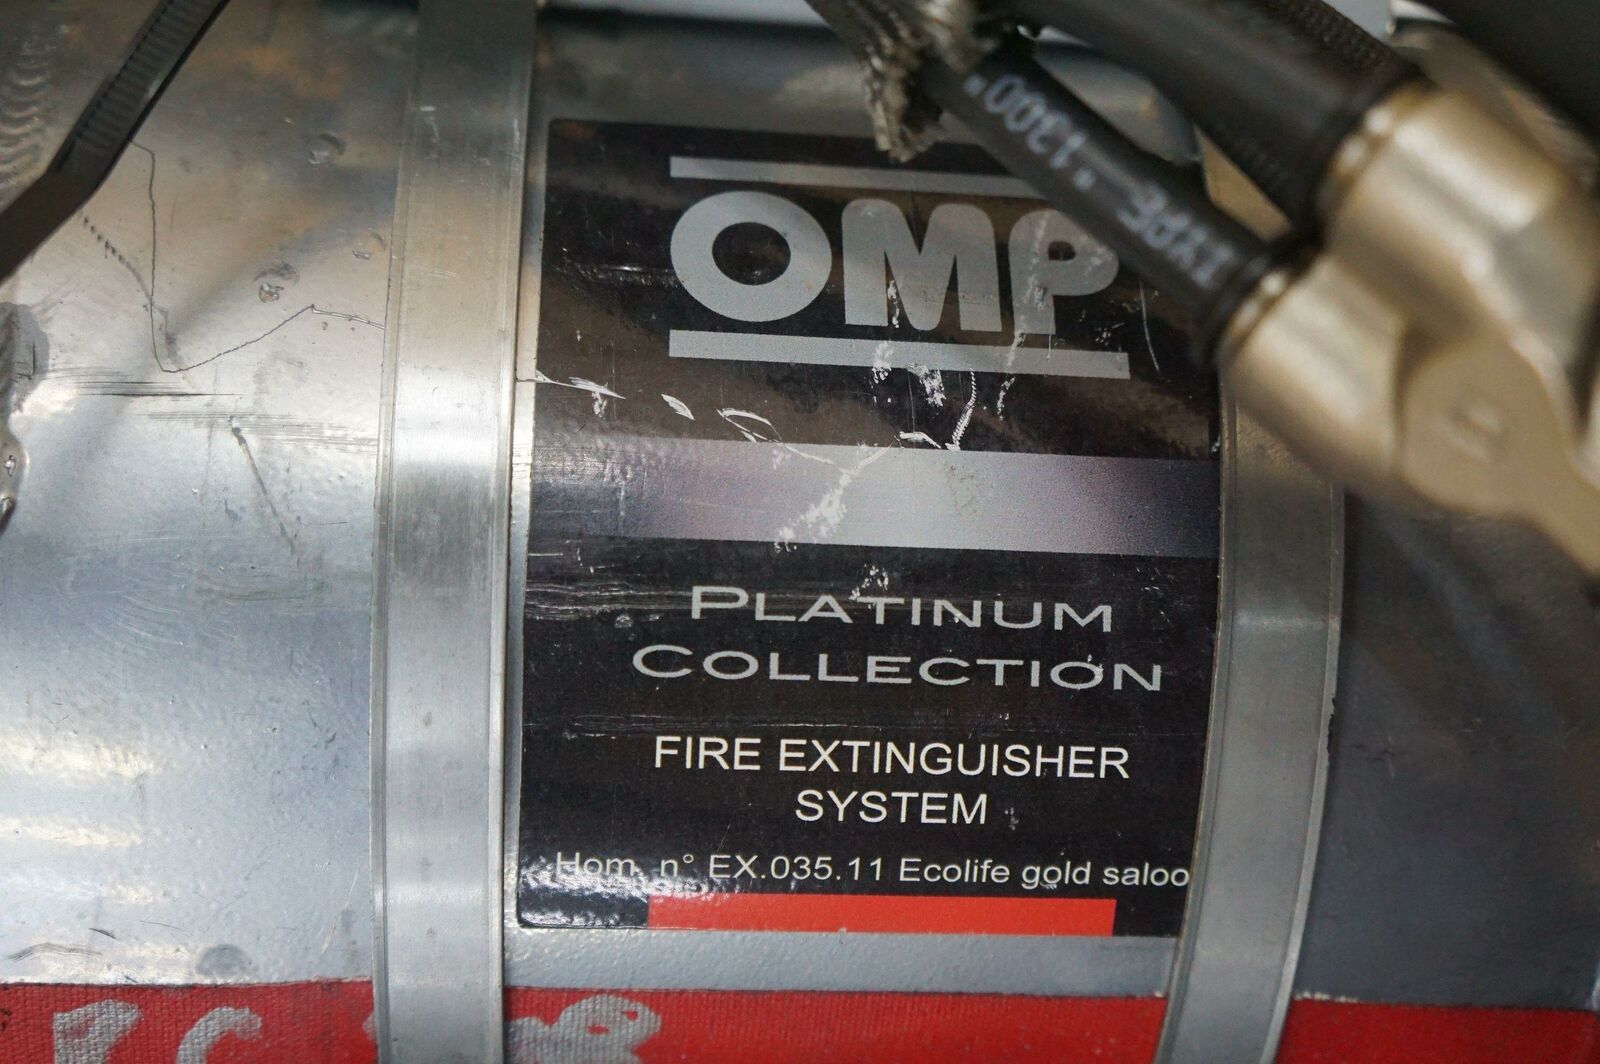 OMP
PLATINUM
COLLECTION
FIRE EXTINGUISHER
SYSTEM
Hom. n° EX.035.11 Ecolife gold saloo